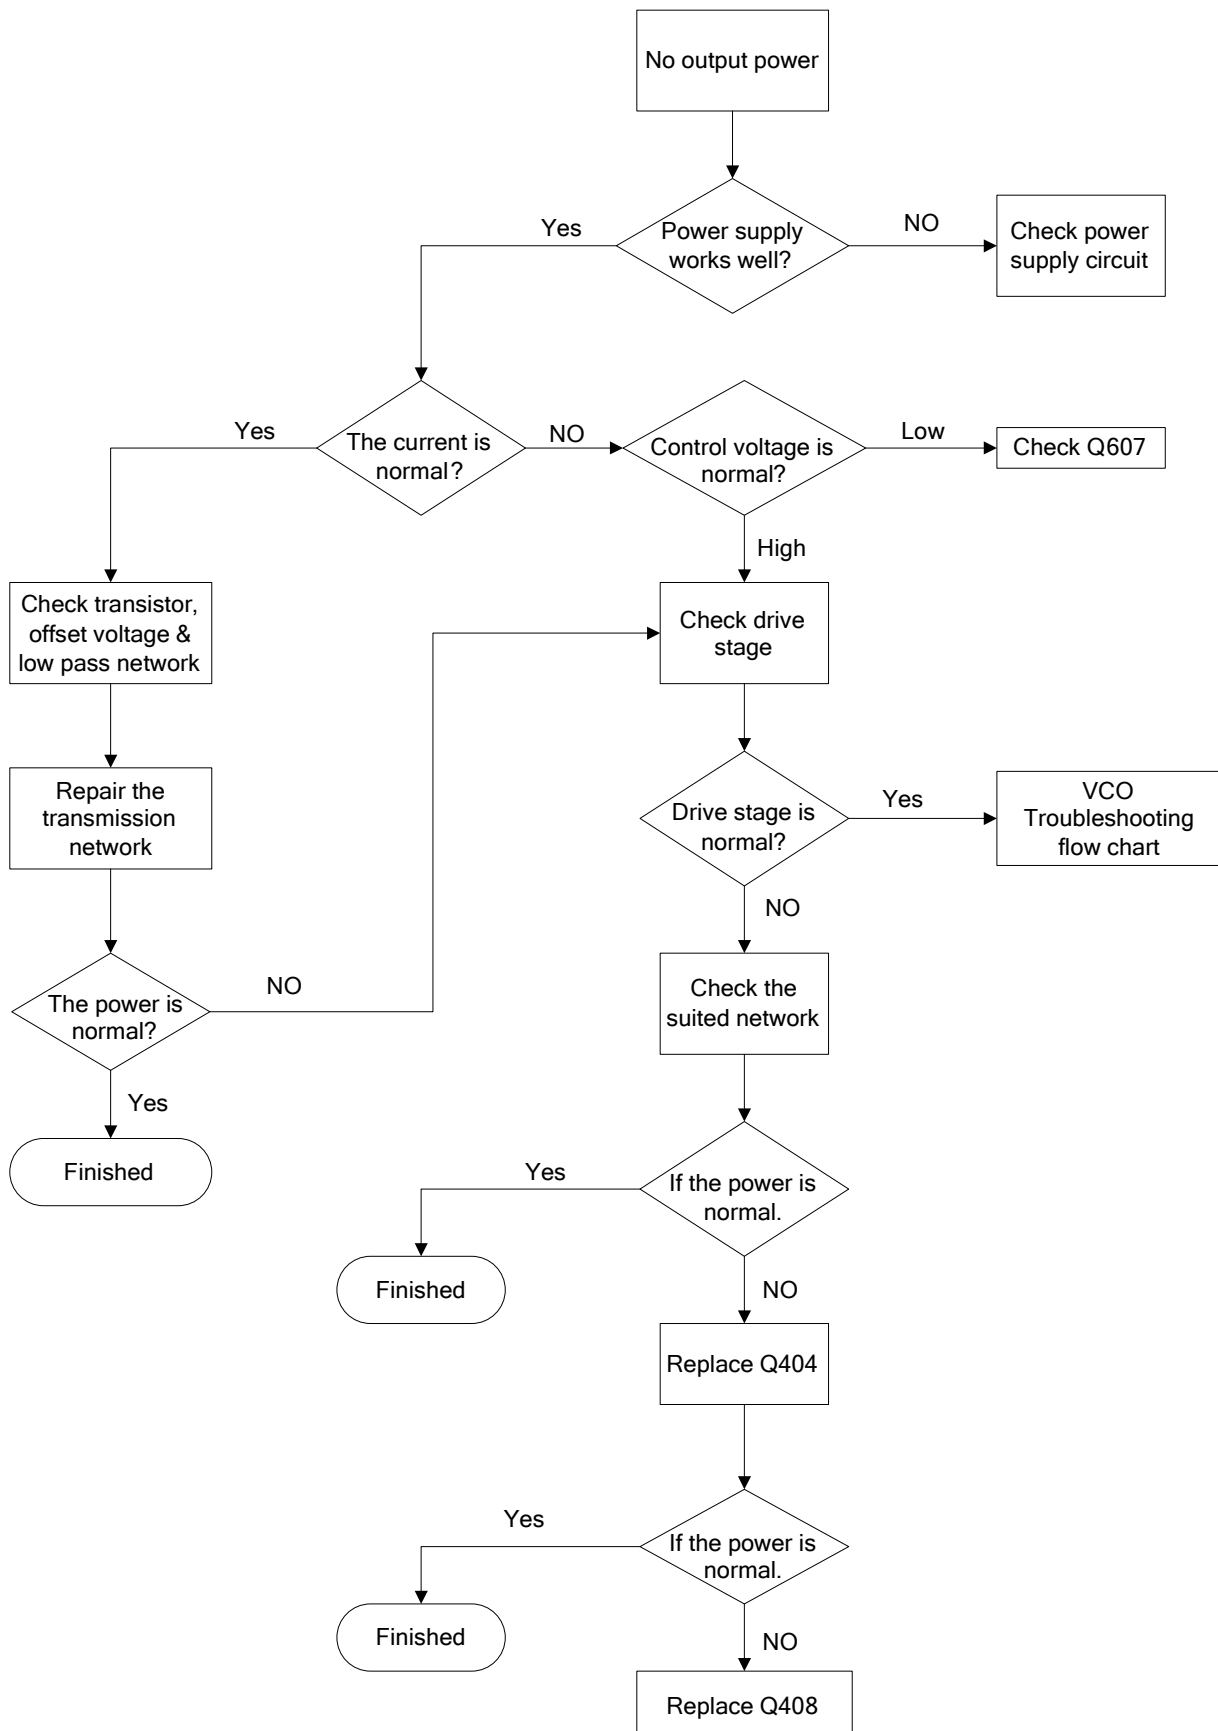 No output power
Yes
Power supply
works well?
NO
Check power
supply circuit
Yes
The current is
normal?
NO
Control voltage is
normal?
Low
Check Q607
High
Check transistor,
offset voltage &
low pass network
Check drive
stage
Repair the
transmission
network
Drive stage is
normal?
Yes
VCO
Troubleshooting
flow chart
NO
The power is
normal?
NO
Check the
suited network
Yes
Finished
Yes
If the power is
normal.
Finished
NO
Replace Q404
Yes
If the power is
normal.
Finished
NO
Replace Q408